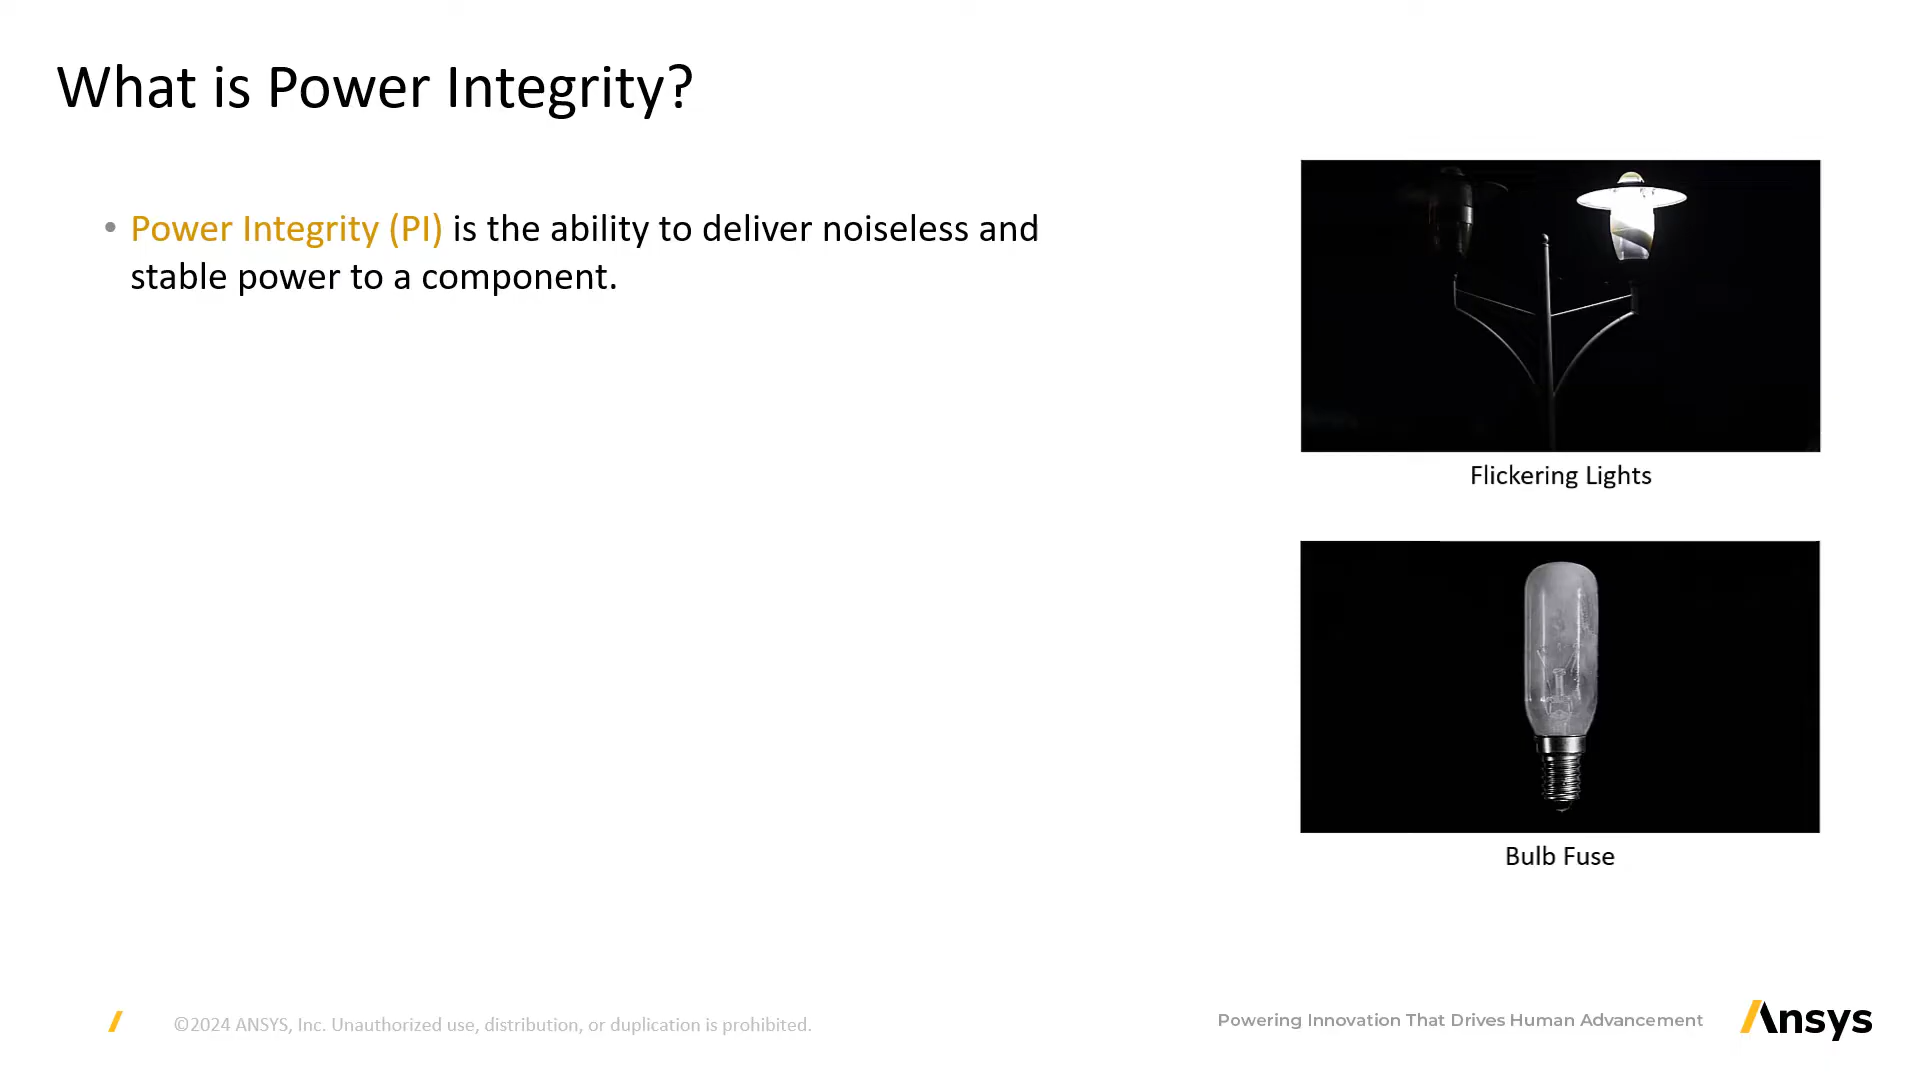 What is Power Integrity?
• Power Integrity (PI) is the ability to deliver noiseless and
stable power to a component.
Flickering Lights
Bulb Fuse
©2024 ANSYS, Inc. Unauthorized use, distribution, or duplication is prohibited.
Powering Innovation That Drives Human Advancement
Ansys